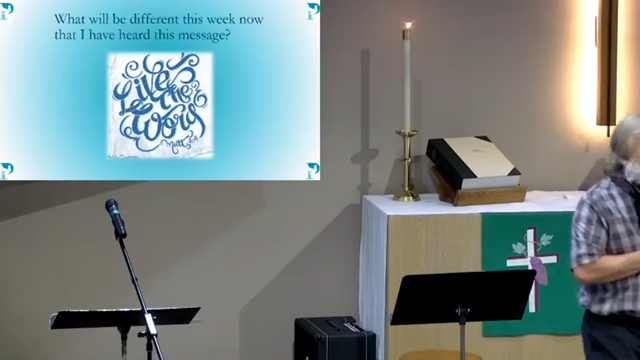 What will be different this week now
that I have heard this message?
Live
the
Word